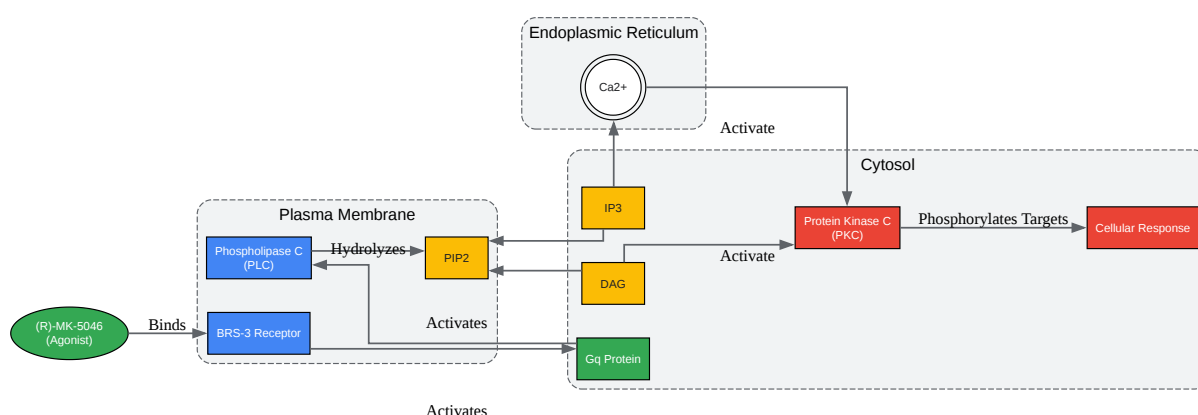 Endoplasmic Reticulum
Ca2+
Activate
Cytosol
IP3
Plasma Membrane
Protein Kinase C
(PKC)
Phosphorylates Targets
Cellular Response
Phospholipase C
(PLC)
Hydrolyzes
PIP2
Activate
DAG
(R)-MK-5046
(Agonist)
Binds
BRS-3 Receptor
Activates
Gq Protein
Activates